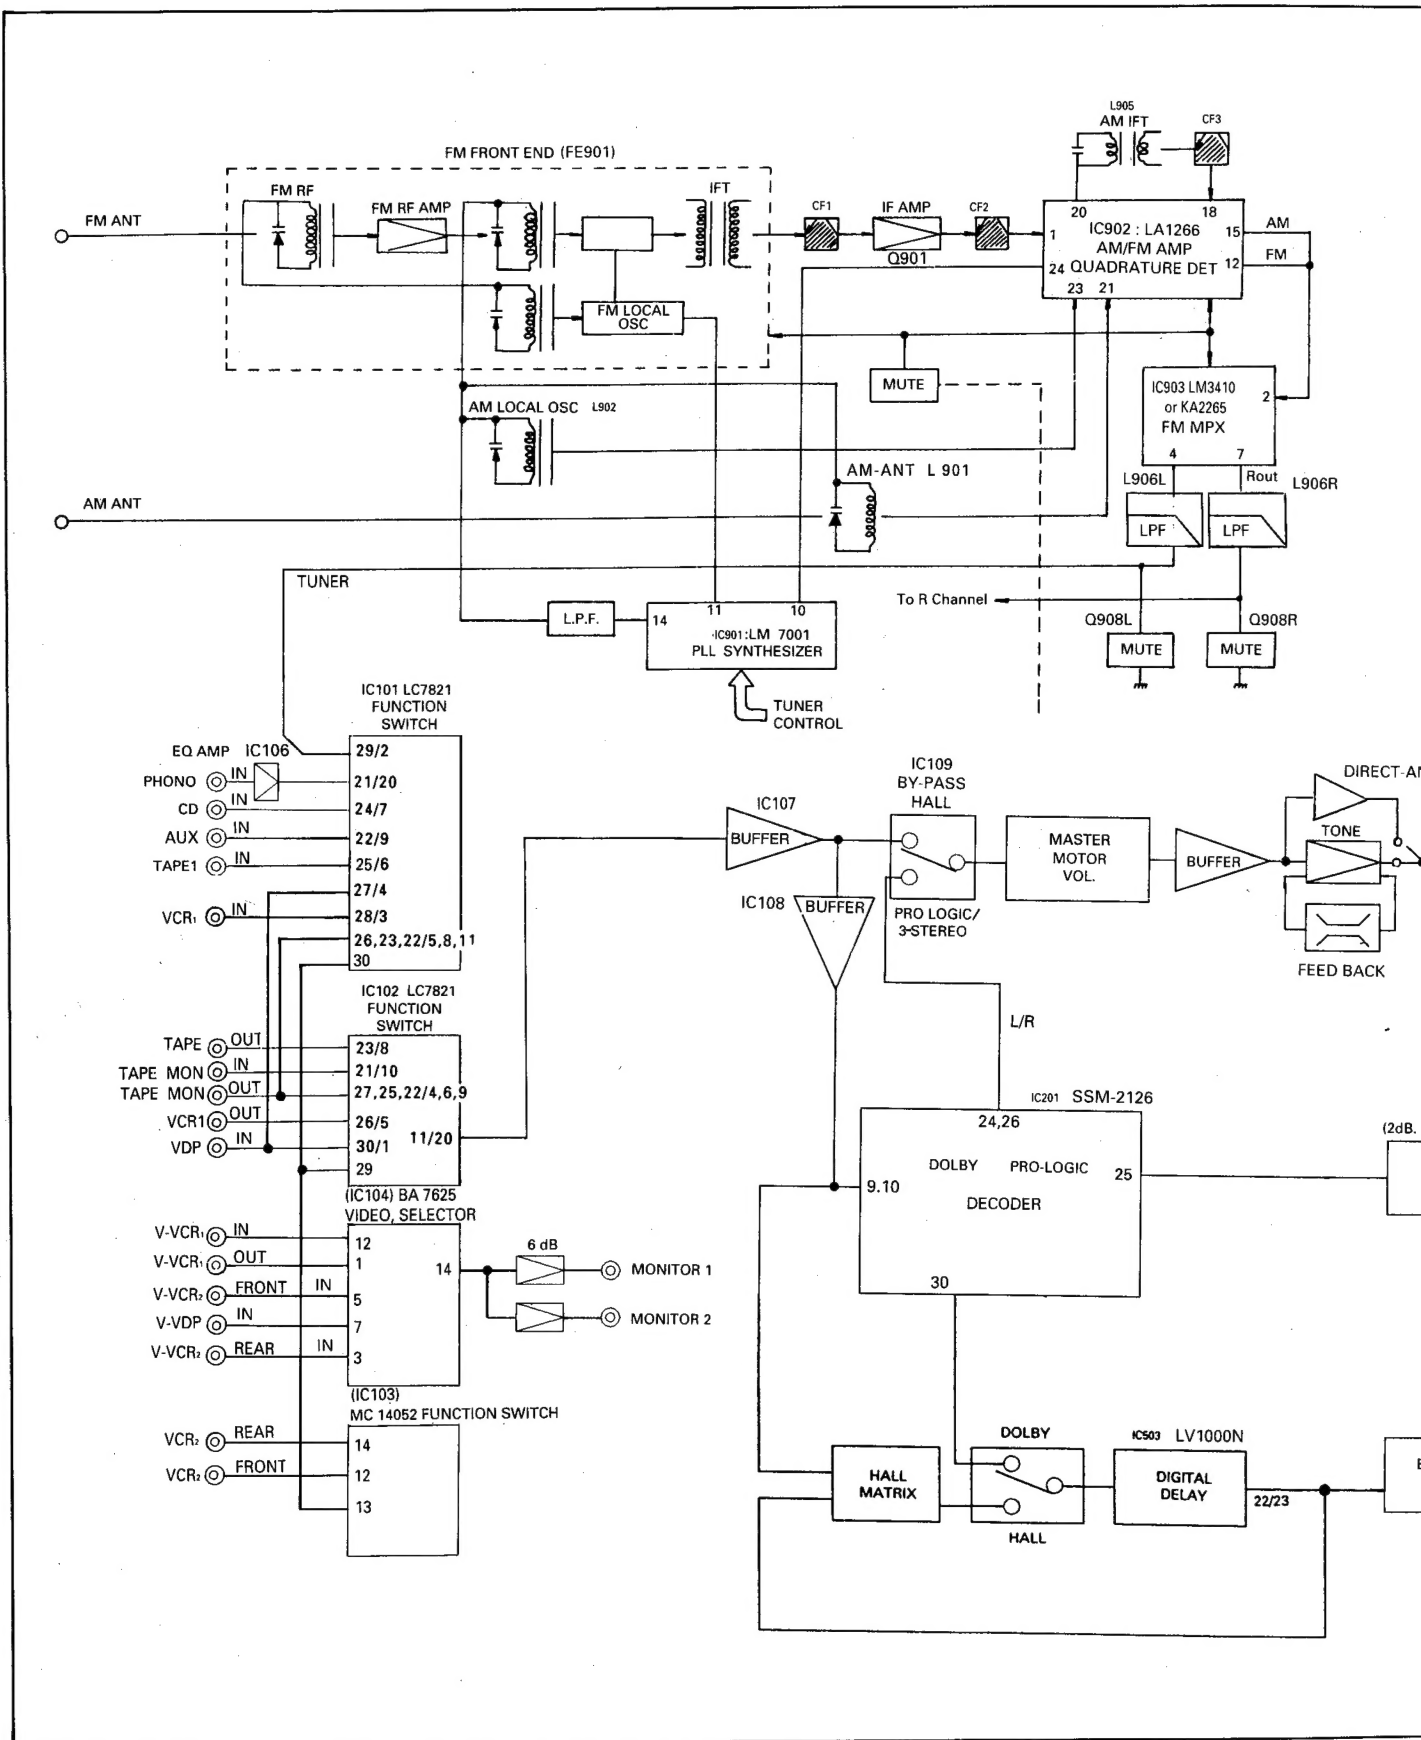 L905
AM IFT
CF3
FM FRONT END (FE901)
FM RF
IFT
FM ANT
FM RF AMP
CF1
IF AMP
CF2
Q901
20
18
1
IC902 : LA1266
15
AM
AM/FM AMP
24
QUADRATURE DET
12
FM
23
21
FM LOCAL
OSC
MUTE
IC903 LM3410
or KA2265
FM MPX
2
4
7
AM LOCAL OSC
L902
AM-ANT L 901
L906L
Rout
L906R
LPF
LPF
AM ANT
TUNER
To R Channel
L.P.F.
14
11
10
IC901:LM 7001
PLL SYNTHESIZER
Q908L
Q908R
MUTE
MUTE
TUNER
CONTROL
IC101 LC7821
FUNCTION
SWITCH
EQ AMP
IC106
29/2
PHONO
IN
21/20
CD
IN
24/7
AUX
IN
22/9
TAPE1
IN
25/6
27/4
VCR1
IN
28/3
26,23,22/5,8,11
30
IC107
BUFFER
IC109
BY-PASS
HALL
MASTER
MOTOR
VOL.
BUFFER
DIRECT-AM
TONE
IC108
BUFFER
PRO LOGIC/
3-STEREO
FEED BACK
IC102 LC7821
FUNCTION
SWITCH
TAPE
OUT
23/8
TAPE MON
IN
21/10
TAPE MON
OUT
27,25,22/4,6,9
VCR1
OUT
26/5
11/20
VDP
IN
30/1
29
L/R
IC201 SSM-2126
24,26
DOLBY PRO-LOGIC
DECODER
9.10
25
30
(2dB.
(IC104) BA 7625
VIDEO, SELECTOR
V-VCR1
IN
12
V-VCR1
OUT
1
14
V-VCR2
FRONT
IN
5
V-VDP
IN
7
V-VCR2
REAR
IN
3
6 dB
MONITOR 1
MONITOR 2
(IC103)
MC 14052 FUNCTION SWITCH
VCR2
REAR
14
VCR2
FRONT
12
13
DOLBY
IC503 LV1000N
HALL
MATRIX
DIGITAL
DELAY
22/23
HALL